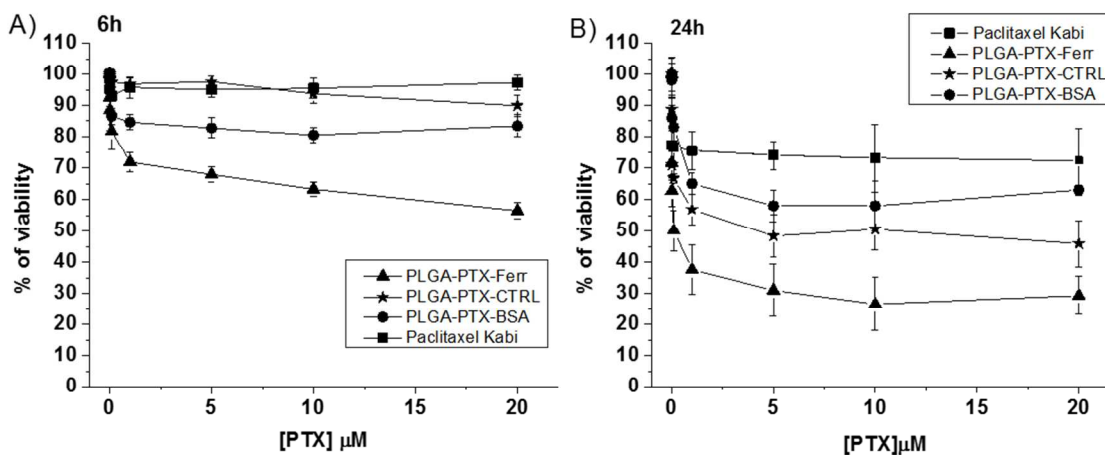 A)
6h
110
100
90
80
70
60
50
40
30
20
10
0
% of viability
PLGA-PTX-Ferr
PLGA-PTX-CTRL
PLGA-PTX-BSA
Paclitaxel Kabi
0
5
10
15
20
[PTX] µM
B)
24h
110
100
90
80
70
60
50
40
30
20
10
0
% of viability
Paclitaxel Kabi
PLGA-PTX-Ferr
PLGA-PTX-CTRL
PLGA-PTX-BSA
0
5
10
15
20
[PTX]µM